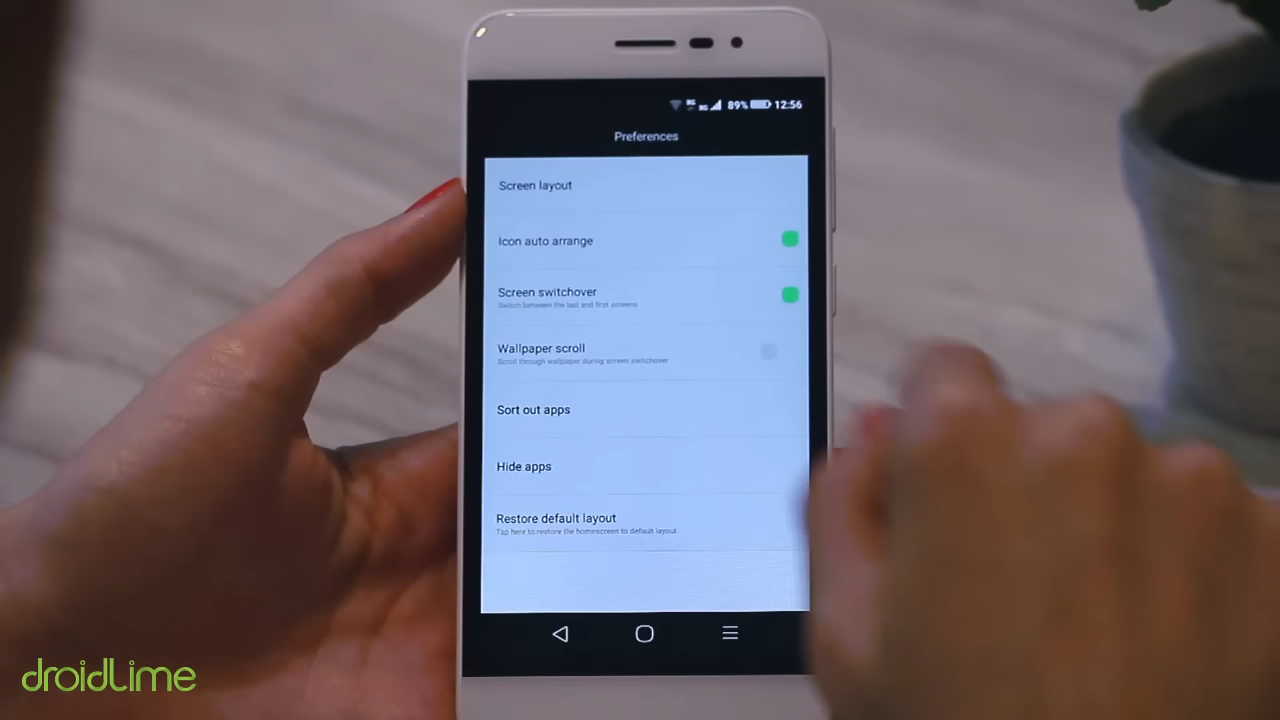 89% 12:56
Preferences
Screen layout
Icon auto arrange
Screen switchover
Switch between the last and first screens
Wallpaper scroll
Scroll through wallpaper during screen switchover
Sort out apps
Hide apps
Restore default layout
Tap here to restore the homescreen to default layout
droidLime